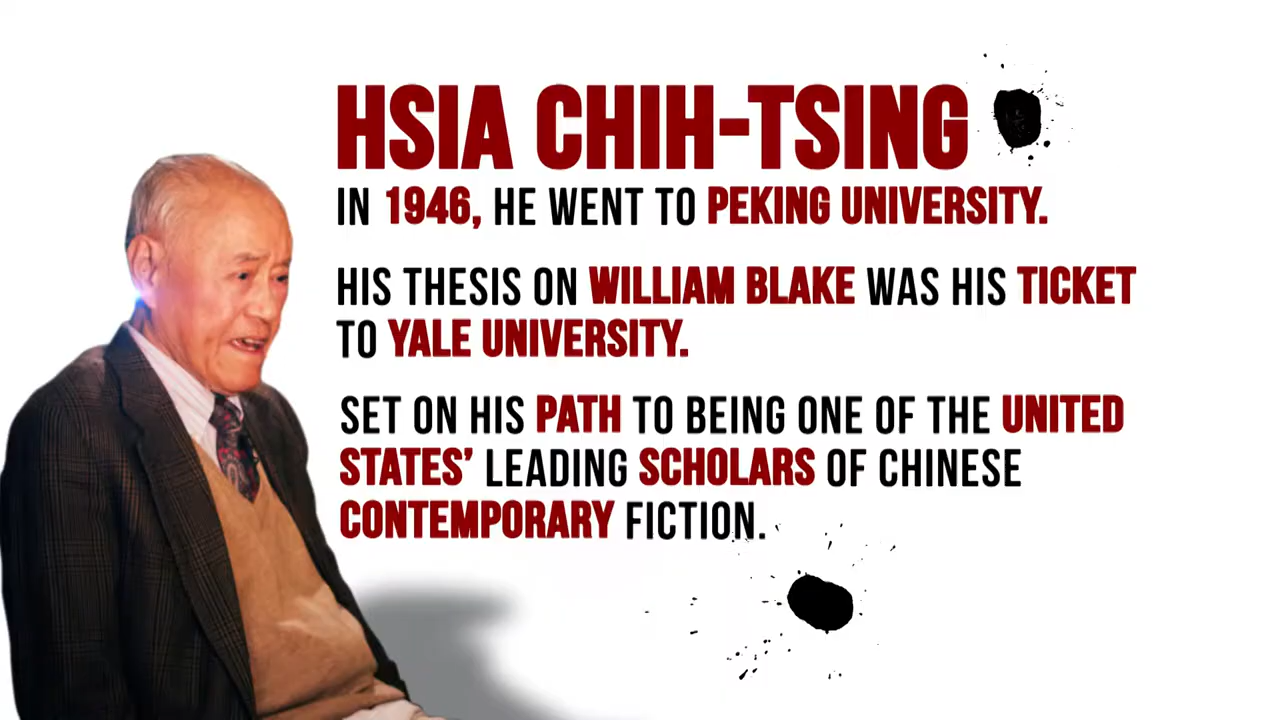 HSIA CHIH-TSING
IN 1946, HE WENT TO PEKING UNIVERSITY.
HIS THESIS ON WILLIAM BLAKE WAS HIS TICKET
TO YALE UNIVERSITY.
SET ON HIS PATH TO BEING ONE OF THE UNITED
STATES’ LEADING SCHOLARS OF CHINESE
CONTEMPORARY FICTION.